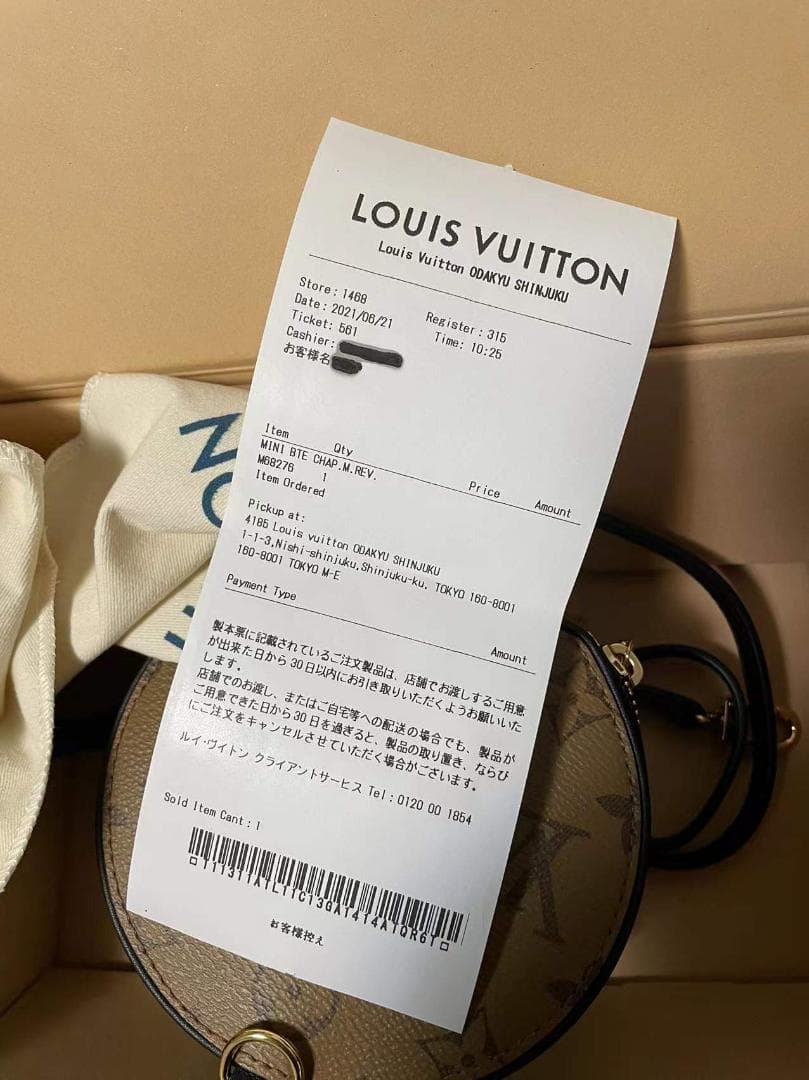 LOUIS VUITTON
Louis Vuitton ODAKYU SHINJUKU
Store: 1469 Register: 315
Date: 2021/06/21 Time: 10:25
Ticket: 561
Cashier:
お客様名
Item Qty Price Amount
MINI BTE CHAP.M.REV.
M68276 1
Item Ordered
Pickup at:
4185 Louis vuitton ODAKYU SHINJUKU
1-1-3,Nishi-shinjuku,Shinjuku-ku, TOKYO 160-8001
160-8001 TOKYO M-E
Payment Type Amount
製本票に記載されているご注文製品は、店舗でお渡しするご用意
が出来た日から30日以内にお引き取りいただくようお願いいた
します。
店舗でのお渡し、またはご自宅等への配送の場合でも、製品が
ご用意できた日から30日を過ぎると、製品の取り置き、ならび
にご注文をキャンセルさせていただく場合がございます。
ルイ・ヴィトン クライアントサービス Tel:0120 00 1854
Sold Item Cant: 1
111311A1L11C13GA1414A1QR61
お客様控え